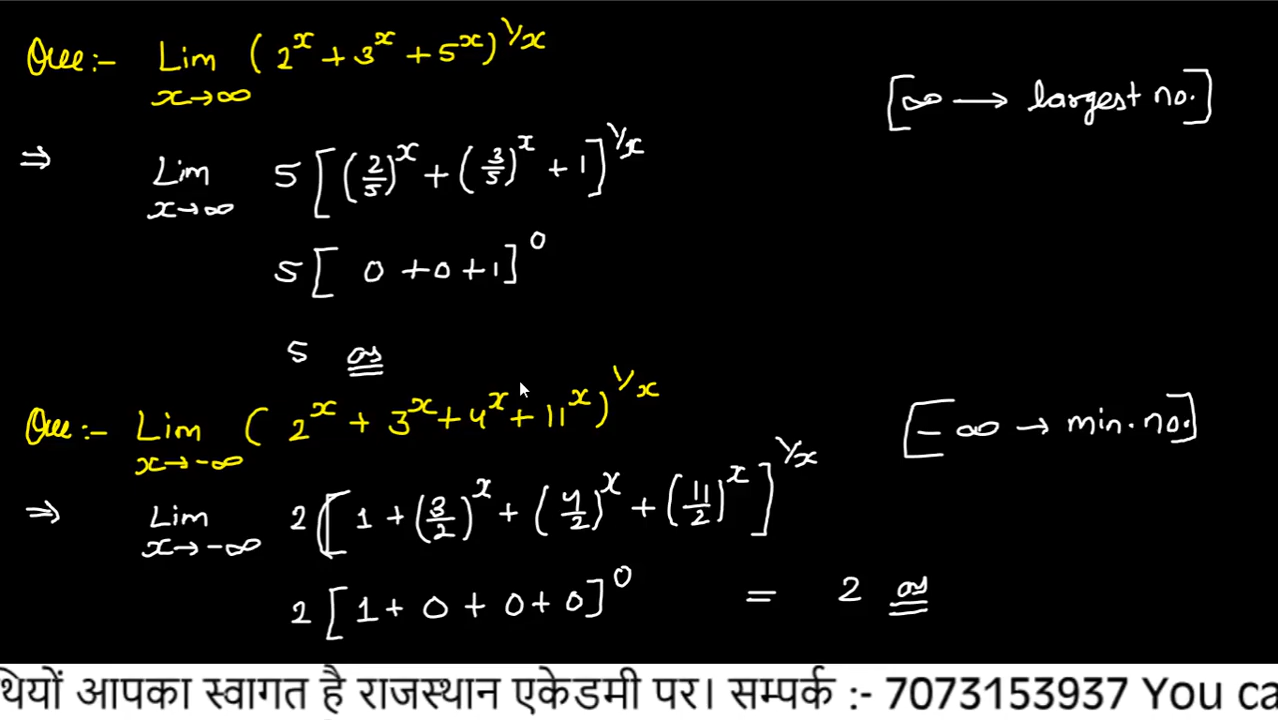 Que:- Lim x→∞ (2^x + 3^x + 5^x)^1/x
[∞ → largest no.]
⇒ Lim x→∞ 5[(2/5)^x + (3/5)^x + 1]^1/x
5[0 + 0 + 1]^0
5 as
Que:- Lim x→-∞ (2^x + 3^x + 4^x + 11^x)^1/x
[-∞ → min. no.]
⇒ Lim x→-∞ 2[1 + (3/2)^x + (4/2)^x + (11/2)^x]^1/x
2[1 + 0 + 0 + 0]^0 = 2 as
थियों आपका स्वागत है राजस्थान एकेडमी पर। सम्पर्क :- 7073153937 You ca